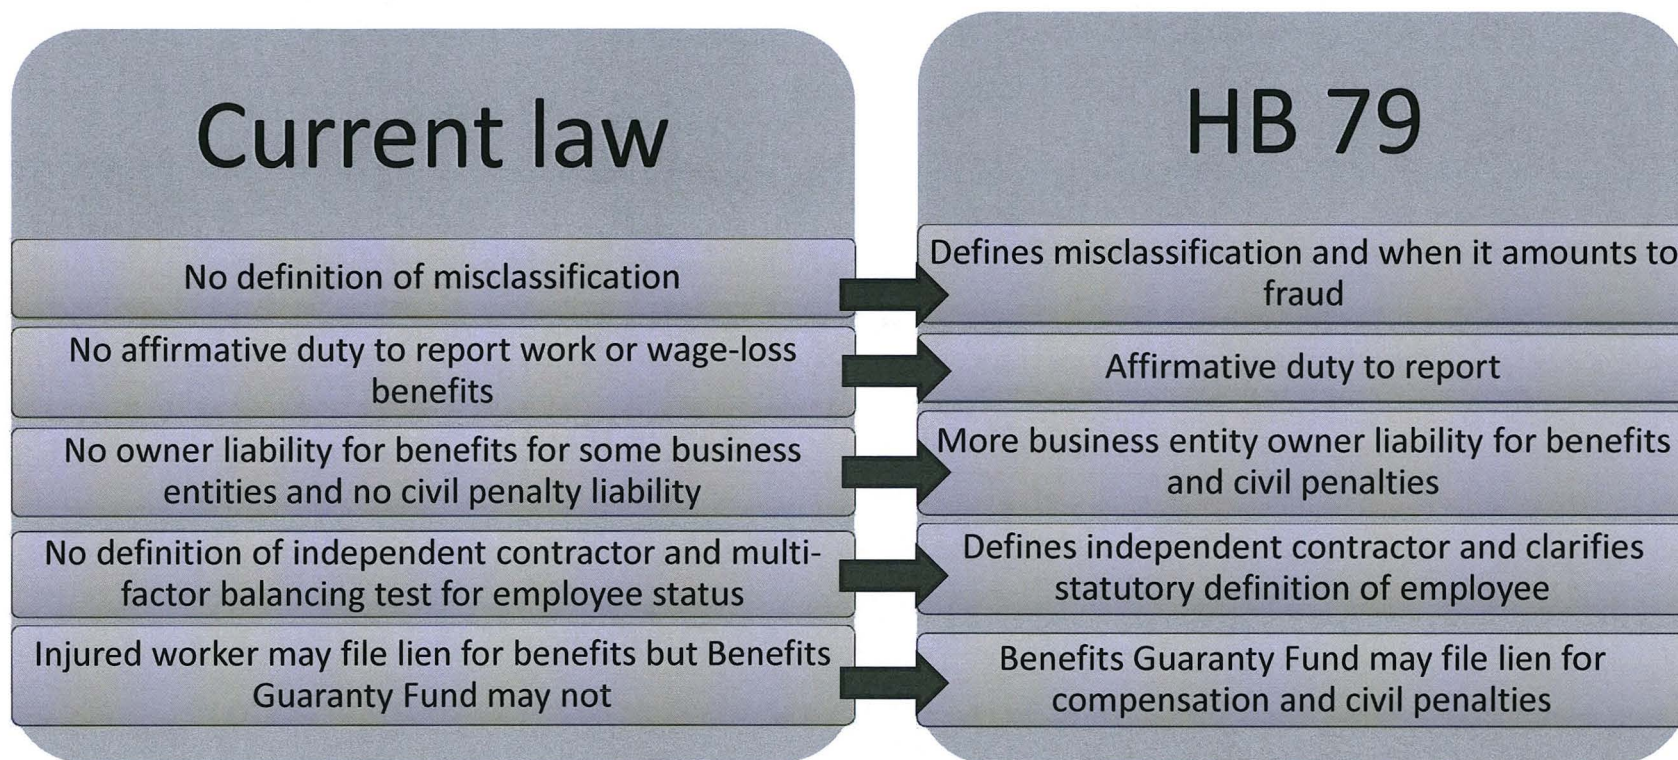 Current law
No definition of misclassification
No affirmative duty to report work or wage-loss
benefits
No owner liability for benefits for some business
entities and no civil penalty liability
No definition of independent contractor and multi-
factor balancing test for employee status
Injured worker may file lien for benefits but Benefits
Guaranty Fund may not
HB 79
Defines misclassification and when it amounts to
fraud
Affirmative duty to report
More business entity owner liability for benefits
and civil penalties
Defines independent contractor and clarifies
statutory definition of employee
Benefits Guaranty Fund may file lien for
compensation and civil penalties